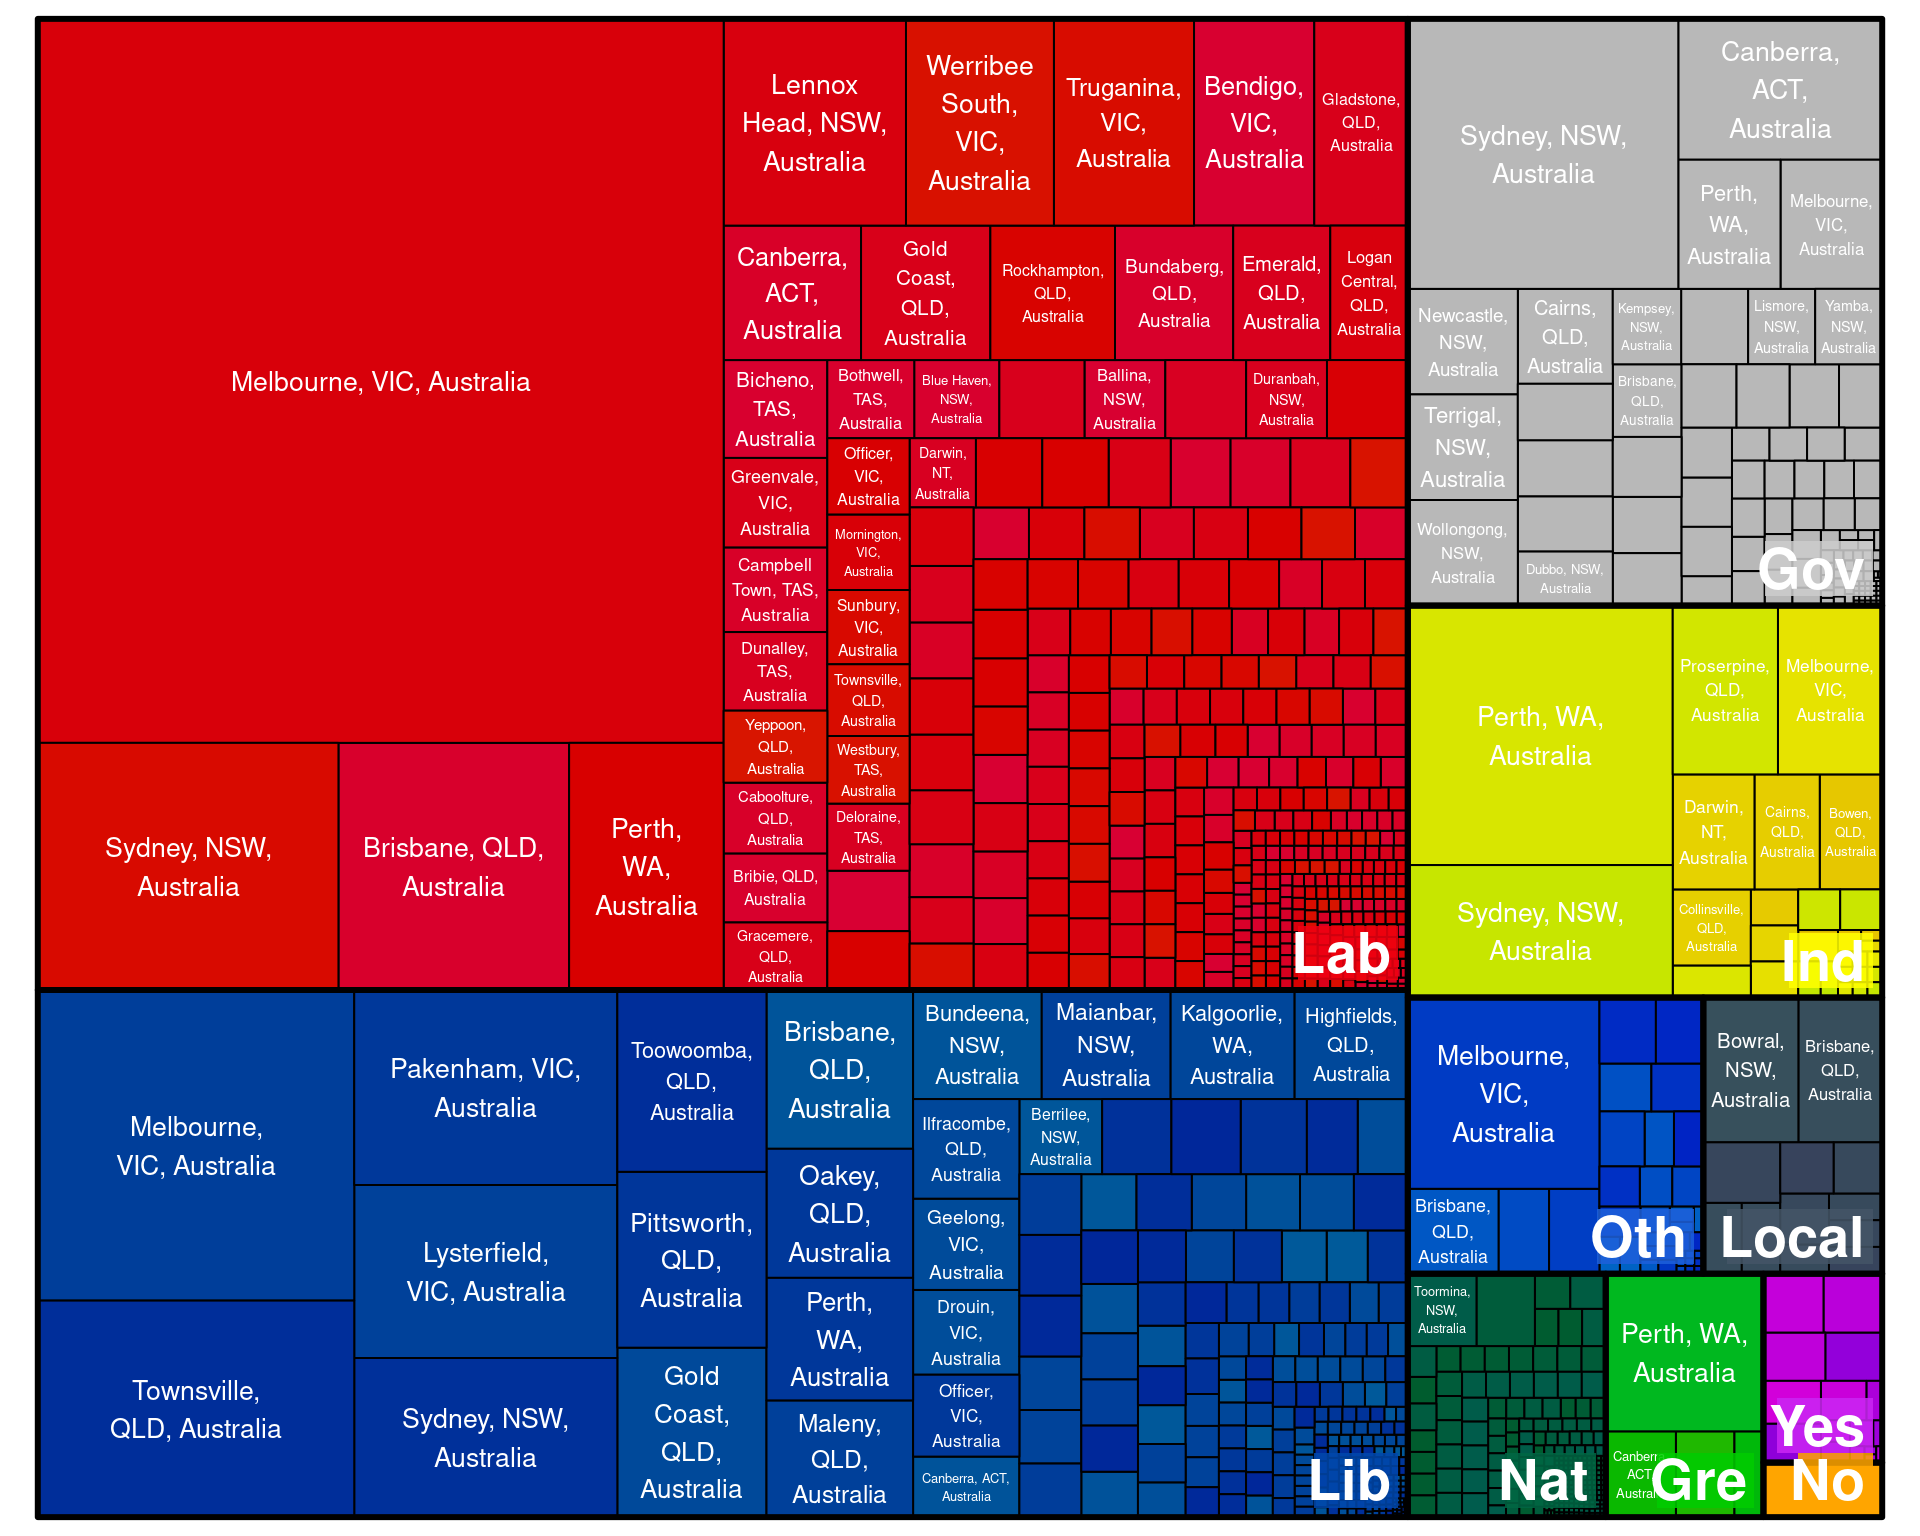 Melbourne, VIC, Australia
Sydney, NSW,
Australia
Brisbane, QLD,
Australia
Perth,
WA,
Australia
Lennox
Head, NSW,
Australia
Werribee
South,
VIC,
Australia
Truganina,
VIC,
Australia
Bendigo,
VIC,
Australia
Gladstone,
QLD,
Australia
Canberra,
ACT,
Australia
Gold
Coast,
QLD,
Australia
Rockhampton,
QLD,
Australia
Bundaberg,
QLD,
Australia
Emerald,
QLD,
Australia
Logan
Central,
QLD,
Australia
Bicheno,
TAS,
Australia
Greenvale,
VIC,
Australia
Campbell
Town, TAS,
Australia
Dunalley,
TAS,
Australia
Yeppoon,
QLD,
Australia
Caboolture,
QLD,
Australia
Bribie, QLD,
Australia
Gracemere,
QLD,
Australia
Bothwell,
TAS,
Australia
Officer,
VIC,
Australia
Mornington,
VIC,
Australia
Sunbury,
VIC,
Australia
Townsville,
QLD,
Australia
Westbury,
TAS,
Australia
Deloraine,
TAS,
Australia
Blue Haven,
NSW,
Australia
Ballina,
NSW,
Australia
Duranbah,
NSW,
Australia
Darwin,
NT,
Australia
Lab
Sydney, NSW,
Australia
Canberra,
ACT,
Australia
Perth,
WA,
Australia
Melbourne,
VIC,
Australia
Newcastle,
NSW,
Australia
Terrigal,
NSW,
Australia
Wollongong,
NSW,
Australia
Cairns,
QLD,
Australia
Dubbo, NSW,
Australia
Kempsey,
NSW,
Australia
Brisbane,
QLD,
Australia
Lismore,
NSW,
Australia
Yamba,
NSW,
Australia
Gov
Perth, WA,
Australia
Sydney, NSW,
Australia
Proserpine,
QLD,
Australia
Melbourne,
VIC,
Australia
Darwin,
NT,
Australia
Cairns,
QLD,
Australia
Bowen,
QLD,
Australia
Collinsville,
QLD,
Australia
Ind
Melbourne,
VIC, Australia
Townsville,
QLD, Australia
Pakenham, VIC,
Australia
Lysterfield,
VIC, Australia
Sydney, NSW,
Australia
Toowoomba,
QLD,
Australia
Pittsworth,
QLD,
Australia
Gold
Coast,
QLD,
Australia
Brisbane,
QLD,
Australia
Oakey,
QLD,
Australia
Perth,
WA,
Australia
Maleny,
QLD,
Australia
Bundeena,
NSW,
Australia
Maianbar,
NSW,
Australia
Kalgoorlie,
WA,
Australia
Highfields,
QLD,
Australia
Ilfracombe,
QLD,
Australia
Geelong,
VIC,
Australia
Drouin,
VIC,
Australia
Officer,
VIC,
Australia
Canberra, ACT,
Australia
Berrilee,
NSW,
Australia
Lib
Melbourne,
VIC,
Australia
Brisbane,
QLD,
Australia
Oth
Bowral,
NSW,
Australia
Brisbane,
QLD,
Australia
Local
Toormina,
NSW,
Australia
Nat
Perth, WA,
Australia
Gre
Yes
No